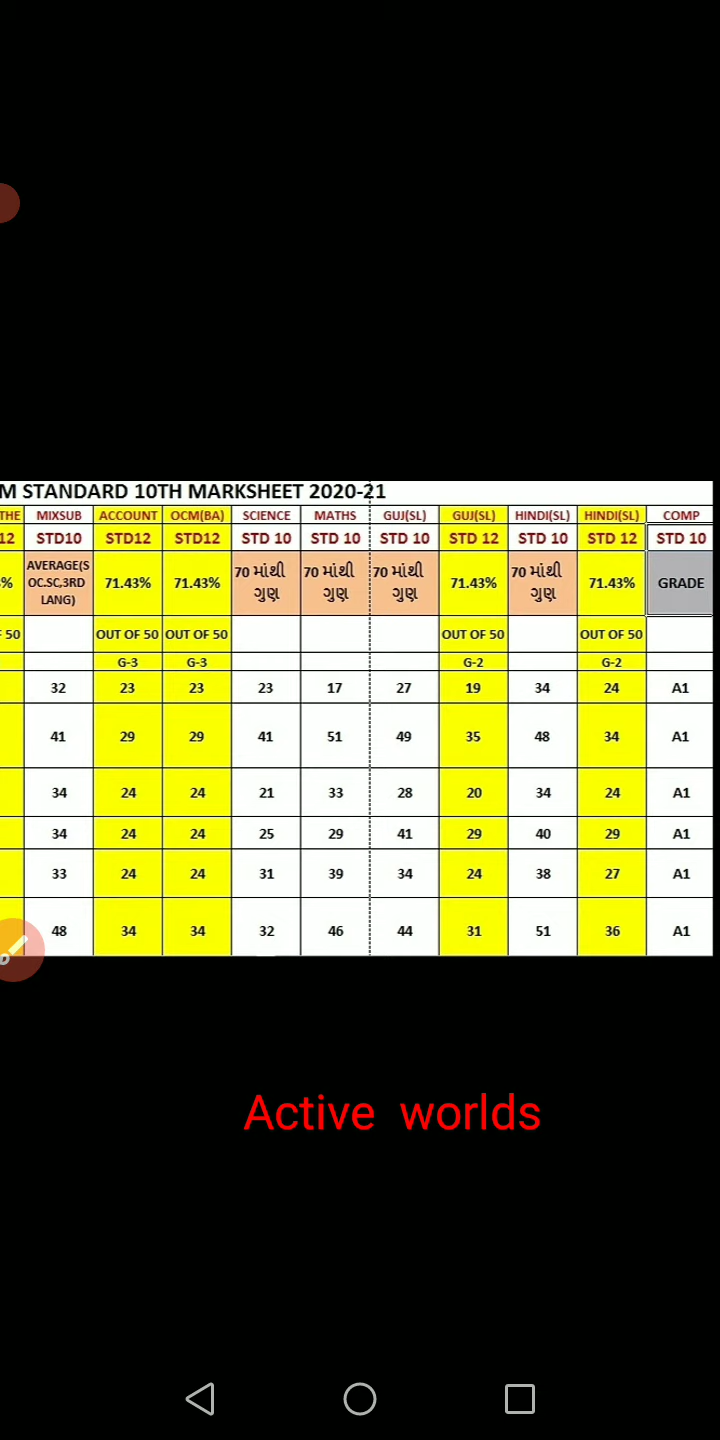 M STANDARD 10TH MARKSHEET 2020-21
THE MIXSUB ACCOUNT OCM(BA) SCIENCE MATHS GUJ(SL) GUJ(SL) HINDI(SL) HINDI(SL) COMP
12 STD10 STD12 STD12 STD 10 STD 10 STD 10 STD 12 STD 10 STD 12 STD 10
% AVERAGE(S OC.SC,3RD LANG) 71.43% 71.43% 70 માંથી ગુણ 70 માંથી ગુણ 70 માંથી ગુણ 71.43% 70 માંથી ગુણ 71.43% GRADE
F 50 OUT OF 50 OUT OF 50 OUT OF 50 OUT OF 50
G-3 G-3 G-2 G-2
32 23 23 23 17 27 19 34 24 A1
41 29 29 41 51 49 35 48 34 A1
34 24 24 21 33 28 20 34 24 A1
34 24 24 25 29 41 29 40 29 A1
33 24 24 31 39 34 24 38 27 A1
48 34 34 32 46 44 31 51 36 A1
Active worlds